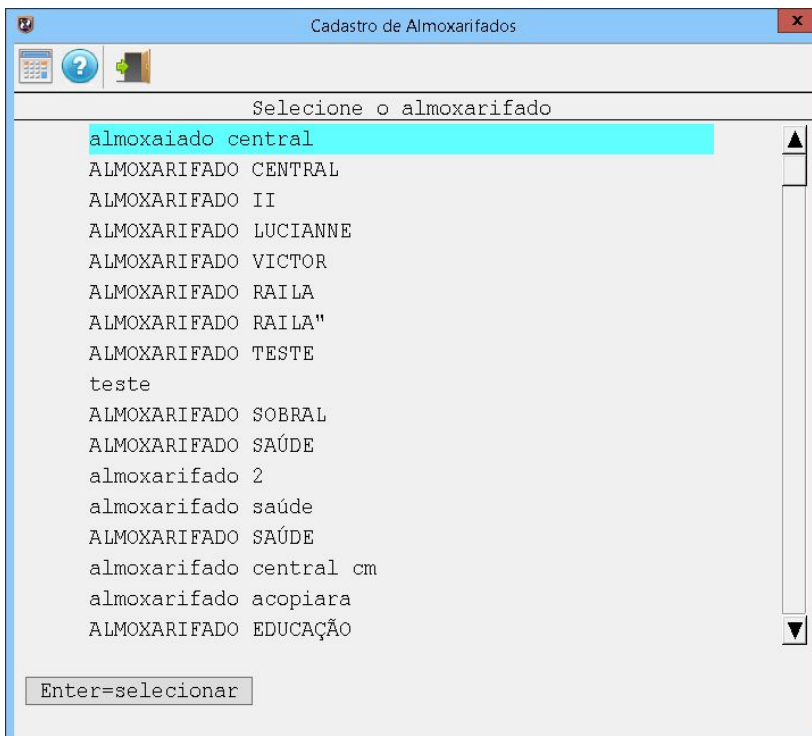 Cadastro de Almoxarifados
x
?
Selecione o almoxarifado
almoxaiado central
ALMOXARIFADO CENTRAL
ALMOXARIFADO II
ALMOXARIFADO LUCIANNE
ALMOXARIFADO VICTOR
ALMOXARIFADO RAILA
ALMOXARIFADO RAILA"
ALMOXARIFADO TESTE
teste
ALMOXARIFADO SOBRAL
ALMOXARIFADO SAÚDE
almoxarifado 2
almoxarifado saúde
ALMOXARIFADO SAÚDE
almoxarifado central cm
almoxarifado acopiara
ALMOXARIFADO EDUCAÇÃO
Enter=selecionar